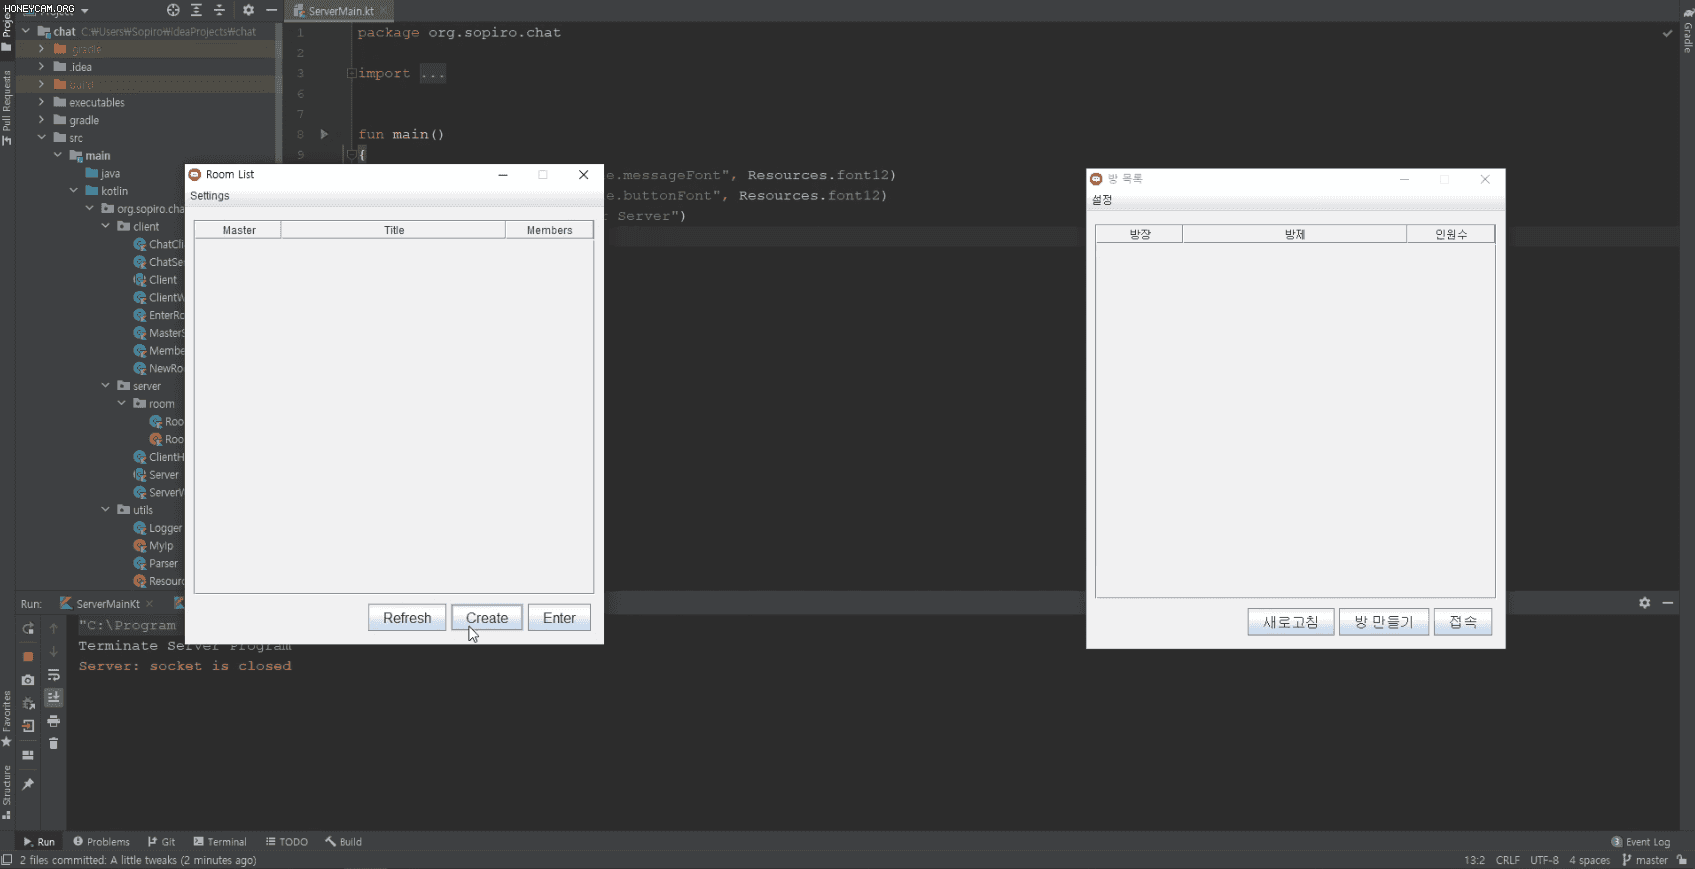 HONEYCAM.ORG
Project
ServerMain.kt
chat C:₩Users₩Sopiro₩IdeaProjects₩chat
.gradle
.idea
executables
gradle
src
main
java
kotlin
org.sopiro.cha
client
ChatCli
ChatSe
Client
ClientW
EnterRo
MasterS
Membe
NewRo
server
room
Roo
Roo
ClientH
Server
ServerW
utils
Logger
MyIp
Parser
Resourc
Pull Requests
Favorites
Structure
Gradle
1 package org.sopiro.chat
2
3 import ...
6
7
8 fun main()
9 {
e.messageFont", Resources.font12)
e.buttonFont", Resources.font12)
r Server")
Room List
Settings
Master Title Members
Refresh Create Enter
방 목록
설정
방장 방제 인원수
새로고침 방 만들기 접속
Run: ServerMainKt
"C:\Program
Terminate Server Program
Server: socket is closed
Run Problems Git Terminal TODO Build
3 Event Log
2 files committed: A little tweaks (2 minutes ago)
13:2 CRLF UTF-8 4 spaces master